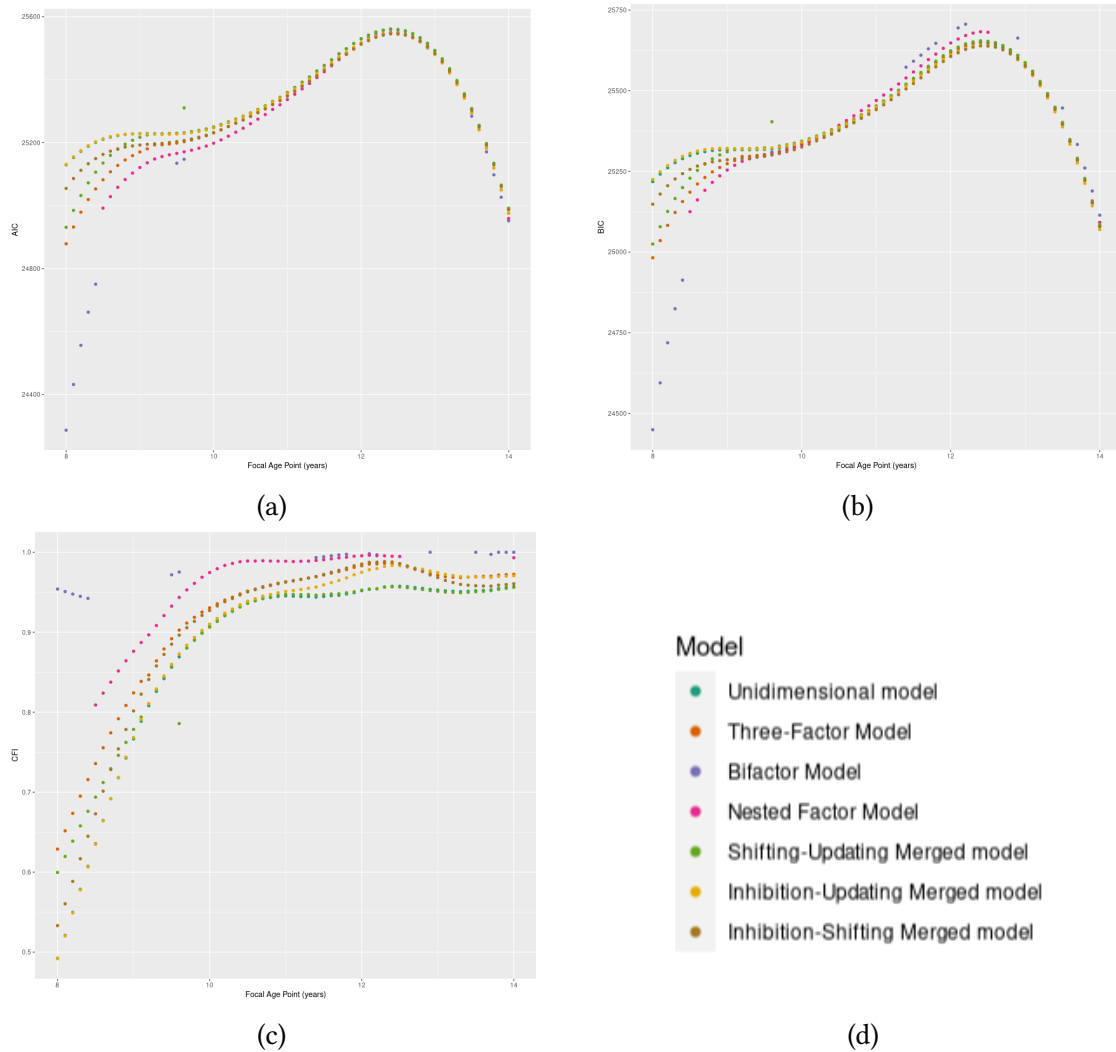 25600
25200
24800
24400
AIC
8
10
12
14
Focal Age Point (years)
(a)
25750
25500
25250
25000
24750
24500
BIC
8
10
12
14
Focal Age Point (years)
(b)
1.0
0.9
0.8
0.7
0.6
0.5
CFI
8
10
12
14
Focal Age Point (years)
(c)
Model
Unidimensional model
Three-Factor Model
Bifactor Model
Nested Factor Model
Shifting-Updating Merged model
Inhibition-Updating Merged model
Inhibition-Shifting Merged model
(d)